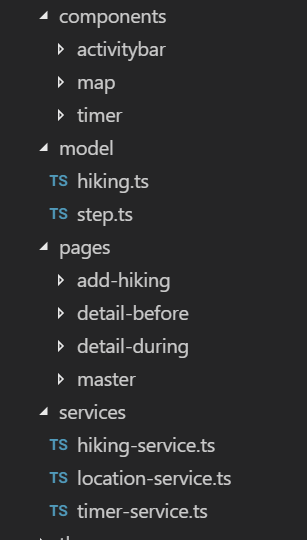 components
activitybar
map
timer
model
TS hiking.ts
TS step.ts
pages
add-hiking
detail-before
detail-during
master
services
TS hiking-service.ts
TS location-service.ts
TS timer-service.ts